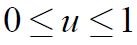 0 ≤ u ≤ 1